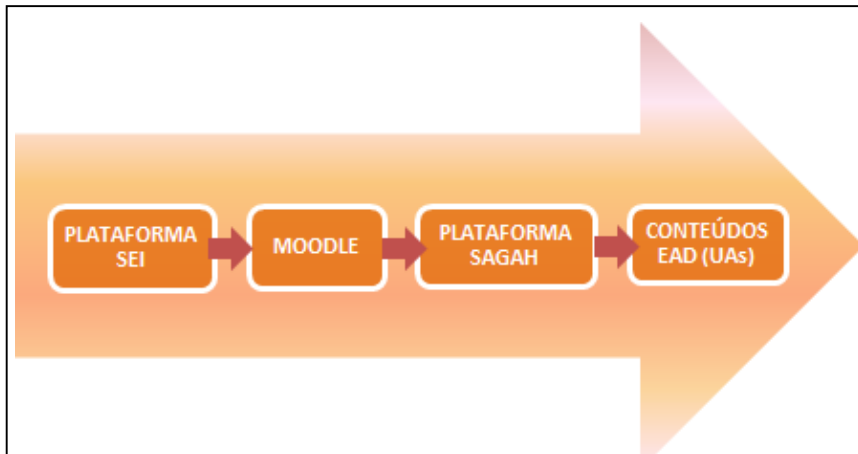 PLATAFORMA
SEI
MOODLE
PLATAFORMA
SAGAH
CONTEÚDOS
EAD (UAs)